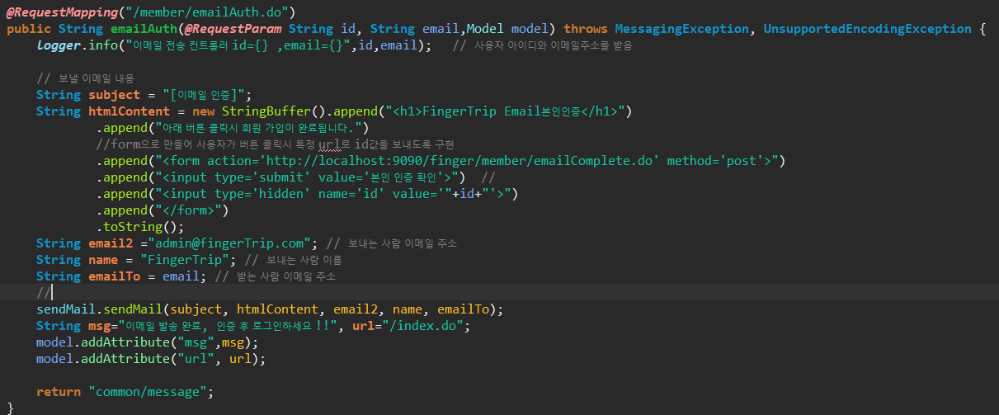 @RequestMapping("/member/emailAuth.do")
public String emailAuth(@RequestParam String id, String email,Model model) throws MessagingException, UnsupportedEncodingException {
    logger.info("이메일 전송 컨트롤러 id={} ,email={}",id,email);   // 사용자 아이디와 이메일주소를 받음
    // 보낼 이메일 내용
    String subject = "[이메일 인증]";
    String htmlContent = new StringBuffer().append("<h1>FingerTrip Email본인인증</h1>")
            .append("아래 버튼 클릭시 회원 가입이 완료됩니다.")
            //form으로 만들어 사용자가 버튼 클릭시 특정 url로 id값을 보내도록 구현
            .append("<form action='http://localhost:9090/finger/member/emailComplete.do' method='post'>")
            .append("<input type='submit' value='본인 인증 확인'>")  //
            .append("<input type='hidden' name='id' value='"+id+"'>")
            .append("</form>")
            .toString();
    String email2 ="admin@fingerTrip.com"; // 보내는 사람 이메일 주소
    String name = "FingerTrip"; // 보내는 사람 이름
    String emailTo = email; // 받는 사람 이메일 주소
    //
    sendMail.sendMail(subject, htmlContent, email2, name, emailTo);
    String msg="이메일 발송 완료, 인증 후 로그인하세요!!", url="/index.do";
    model.addAttribute("msg",msg);
    model.addAttribute("url", url);
    return "common/message";
}